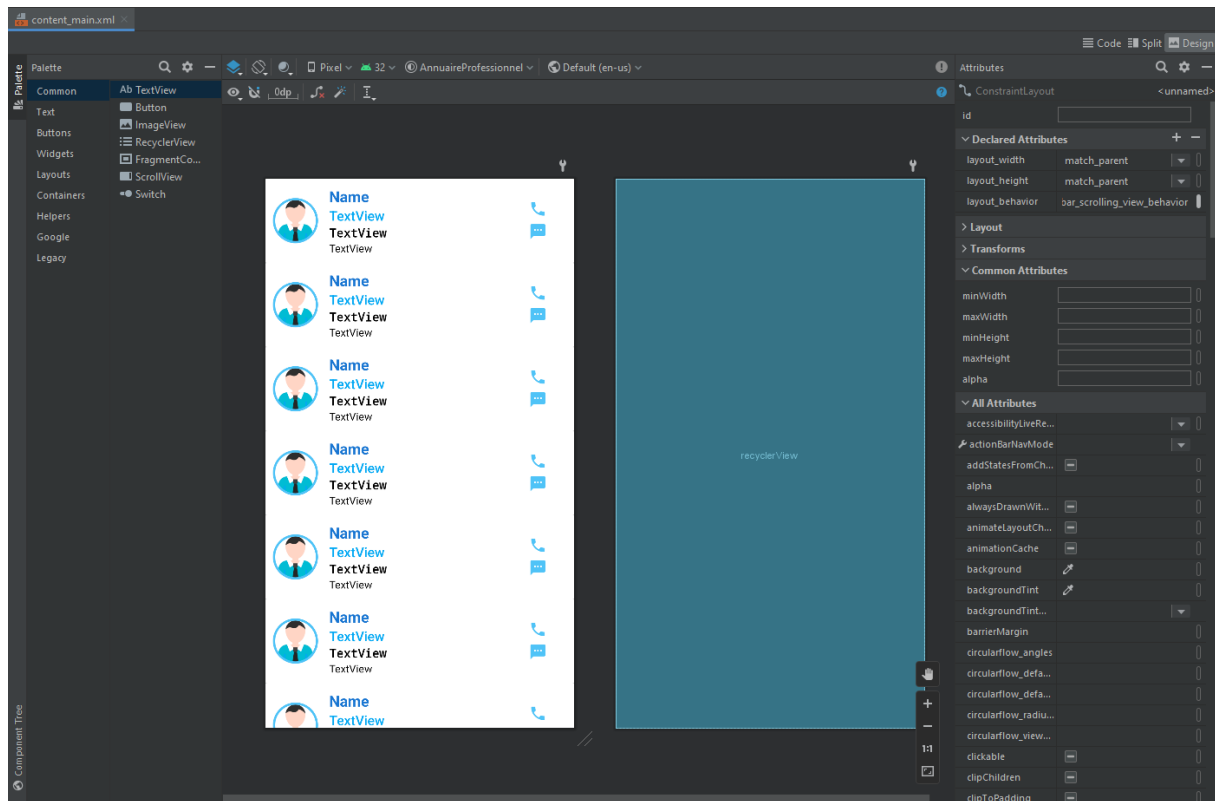 content_main.xml
Code Split Design
Palette
Palette
Pixel 32 AnnuaireProfessionnel Default (en-us)
Attributes
Common
Text
Buttons
Widgets
Layouts
Containers
Helpers
Google
Legacy
Ab TextView
Button
ImageView
RecyclerView
FragmentCo...
ScrollView
Switch
0dp
Name
TextView
TextView
TextView
Name
TextView
TextView
TextView
Name
TextView
TextView
TextView
Name
TextView
TextView
TextView
Name
TextView
TextView
TextView
Name
TextView
TextView
TextView
Name
TextView
recyclerView
1:1
ConstraintLayout <unnamed>
id
Declared Attributes
layout_width match_parent
layout_height match_parent
layout_behavior bar_scrolling_view_behavior
Layout
Transforms
Common Attributes
minWidth
maxWidth
minHeight
maxHeight
alpha
All Attributes
accessibilityLiveRe...
actionBarNavMode
addStatesFromCh...
alpha
alwaysDrawnWit...
animateLayoutCh...
animationCache
background
backgroundTint
backgroundTint...
barrierMargin
circularflow_angles
circularflow_defa...
circularflow_defa...
circularflow_radiu...
circularflow_view...
clickable
clipChildren
clipToPadding
Component Tree